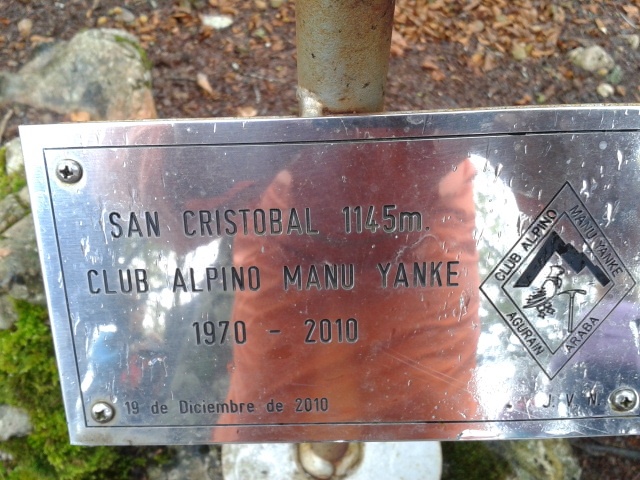 SAN CRISTOBAL 1145m.
CLUB ALPINO MANU YANKE
1970 - 2010
19 de Diciembre de 2010
J.V.N.
CLUB ALPINO
MANU YANKE
AGURAIN
ARABA